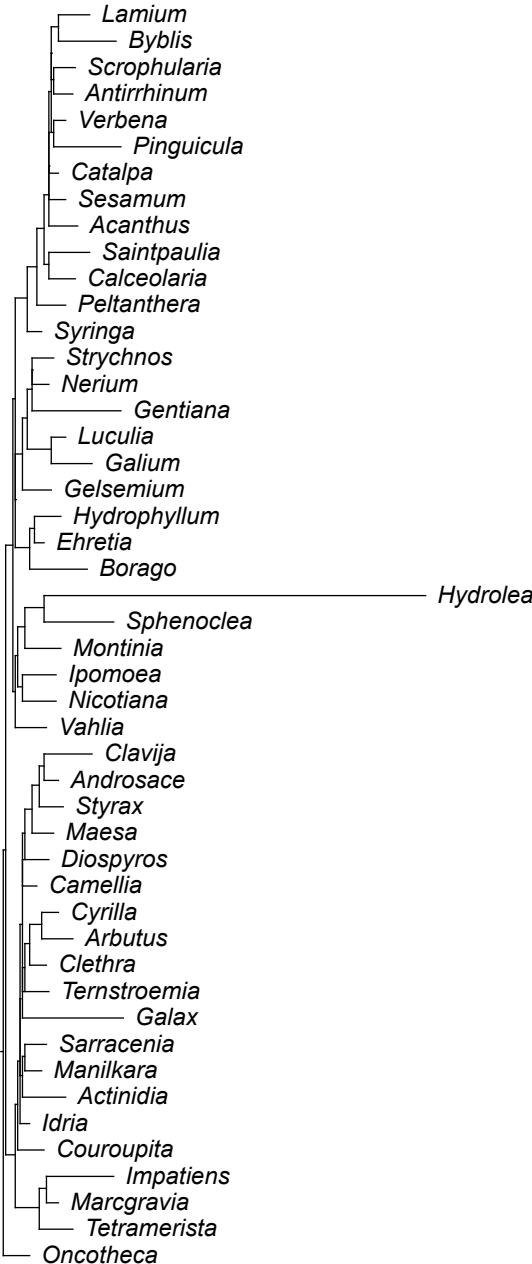 Lamium
Byblis
Scrophularia
Antirrhinum
Verbena
Pinguicula
Catalpa
Sesamum
Acanthus
Saintpaulia
Calceolaria
Peltanthera
Syringa
Strychnos
Nerium
Gentiana
Luculia
Galium
Gelsemium
Hydrophyllum
Ehretia
Borago
Hydrolea
Sphenoclea
Montinia
Ipomoea
Nicotiana
Vahlia
Clavija
Androsace
Styrax
Maesa
Diospyros
Camellia
Cyrilla
Arbutus
Clethra
Ternstroemia
Galax
Sarracenia
Manilkara
Actinidia
Idria
Couroupita
Impatiens
Marcgravia
Tetramerista
Oncotheca